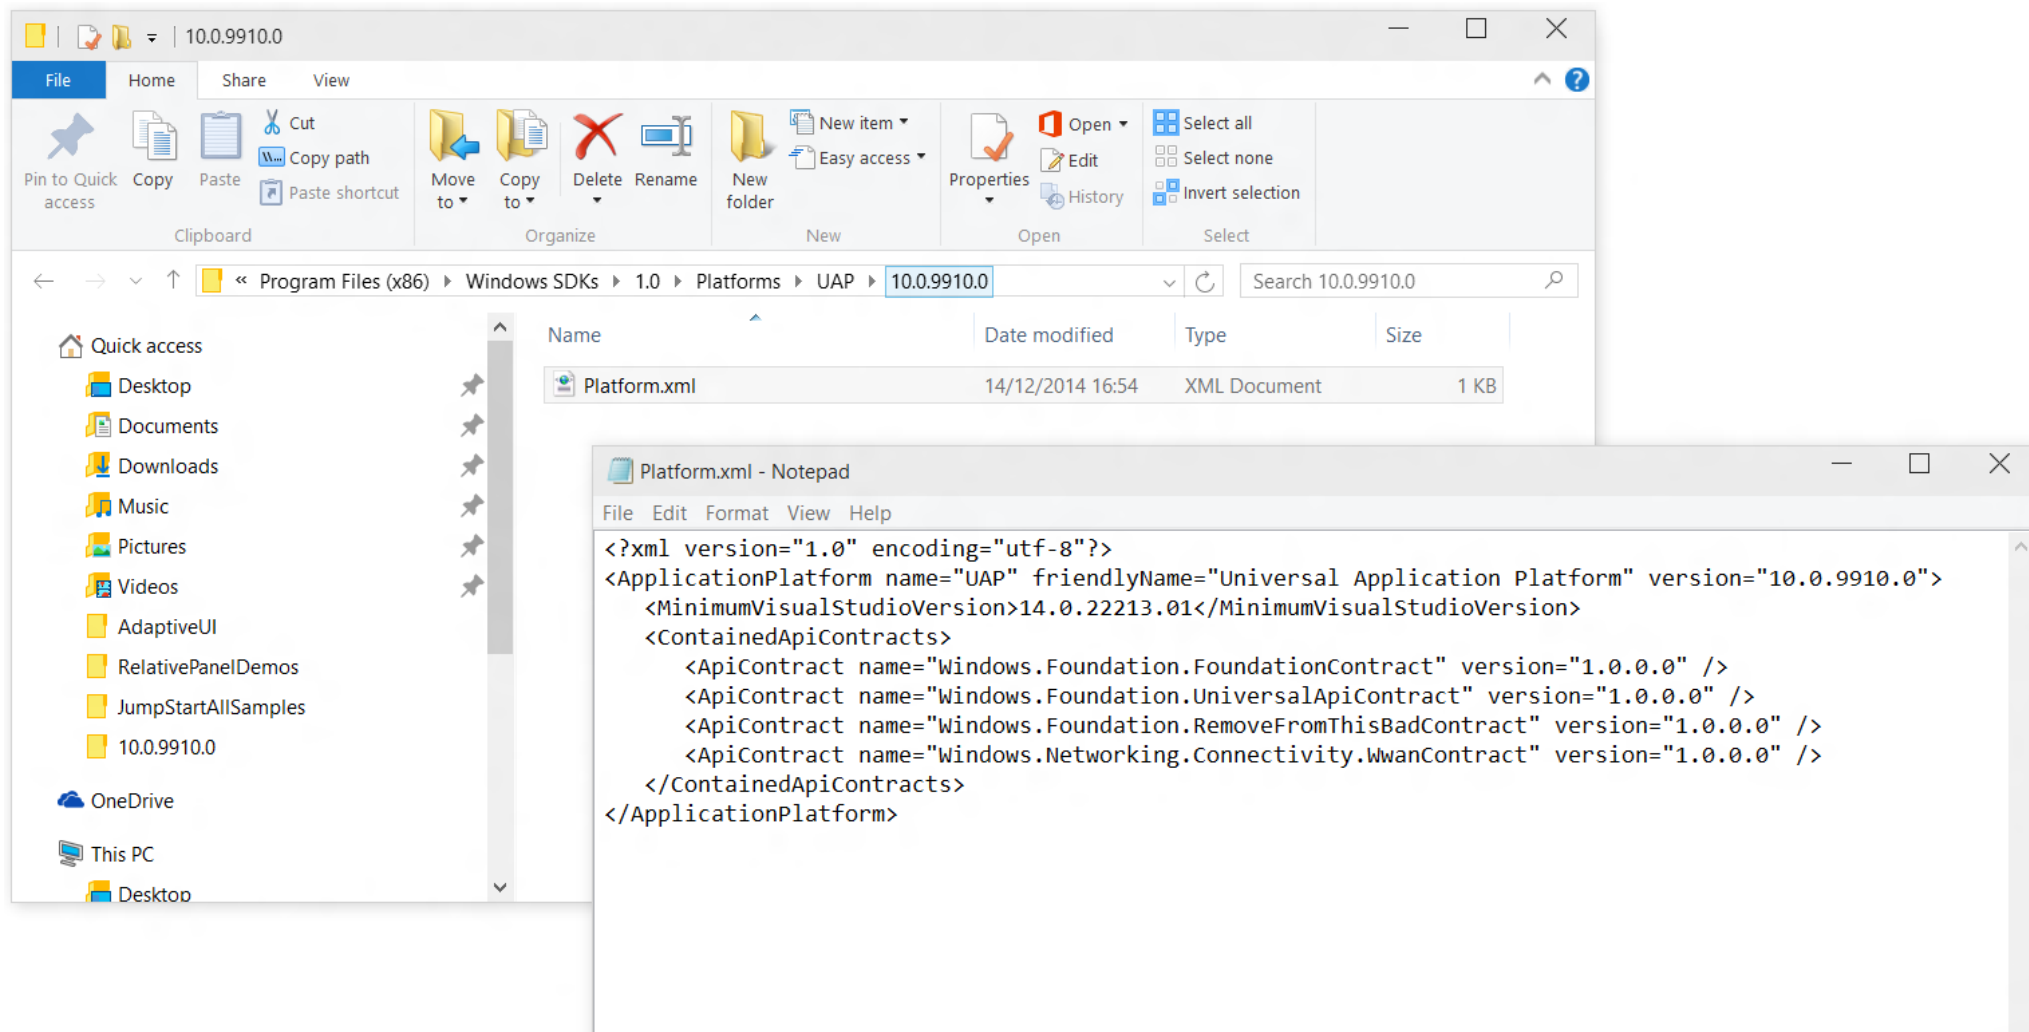 10.0.9910.0
File Home Share View
Pin to Quick access
Copy
Paste
Cut
Copy path
Paste shortcut
Clipboard
Move to
Copy to
Delete
Rename
Organize
New folder
New item
Easy access
New
Properties
Open
Edit
History
Open
Select all
Select none
Invert selection
Select
« Program Files (x86) Windows SDKs 1.0 Platforms UAP 10.0.9910.0
Search 10.0.9910.0
Quick access
Desktop
Documents
Downloads
Music
Pictures
Videos
AdaptiveUI
RelativePanelDemos
JumpStartAllSamples
10.0.9910.0
OneDrive
This PC
Desktop
Name Date modified Type Size
Platform.xml 14/12/2014 16:54 XML Document 1 KB
Platform.xml - Notepad
File Edit Format View Help
<?xml version="1.0" encoding="utf-8"?>
<ApplicationPlatform name="UAP" friendlyName="Universal Application Platform" version="10.0.9910.0">
<MinimumVisualStudioVersion>14.0.22213.01</MinimumVisualStudioVersion>
<ContainedApiContracts>
<ApiContract name="Windows.Foundation.FoundationContract" version="1.0.0.0" />
<ApiContract name="Windows.Foundation.UniversalApiContract" version="1.0.0.0" />
<ApiContract name="Windows.Foundation.RemoveFromThisBadContract" version="1.0.0.0" />
<ApiContract name="Windows.Networking.Connectivity.WwanContract" version="1.0.0.0" />
</ContainedApiContracts>
</ApplicationPlatform>